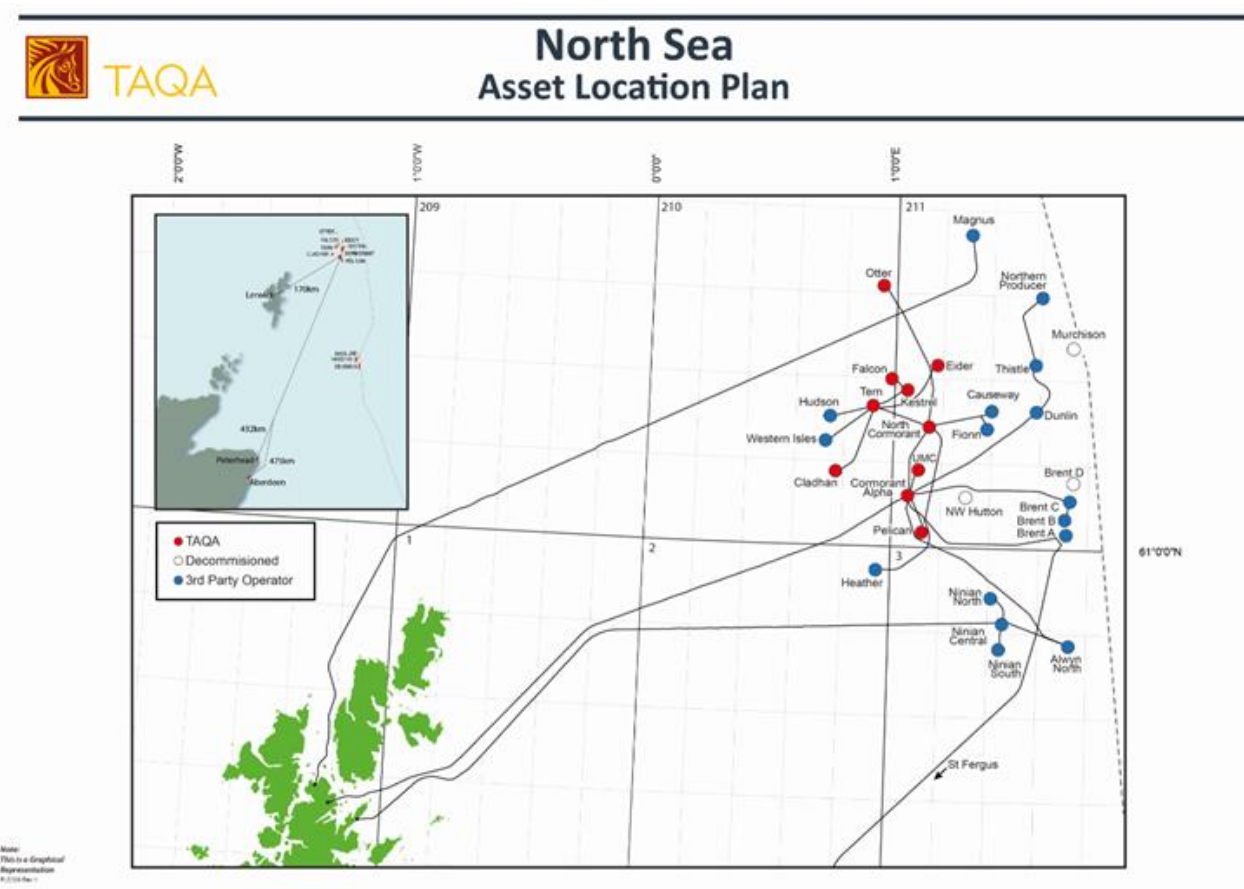 TAQA
North Sea
Asset Location Plan
2°0'0"W
1°0'0"W
0°0'0"
1°0'0"E
209
210
211
Magnus
Otter
Northern
Producer
Murchison
Falcon
Eider
Thistle
Tern
Kestrel
Causeway
Hudson
Dunlin
North
Cormorant
Fionn
Western Isles
UMC
Cladhan
Cormorant
Alpha
Brent D
NW Hutton
Brent C
Brent B
Brent A
Pelican
61°0'0"N
1
2
3
Heather
Ninian
North
Ninian
Central
Ninian
South
Alwyn
North
St Fergus
Lerwick
170km
432km
Peterhead
475km
Aberdeen
TAQA
Decommisioned
3rd Party Operator
Note:
This is a Graphical
Representation